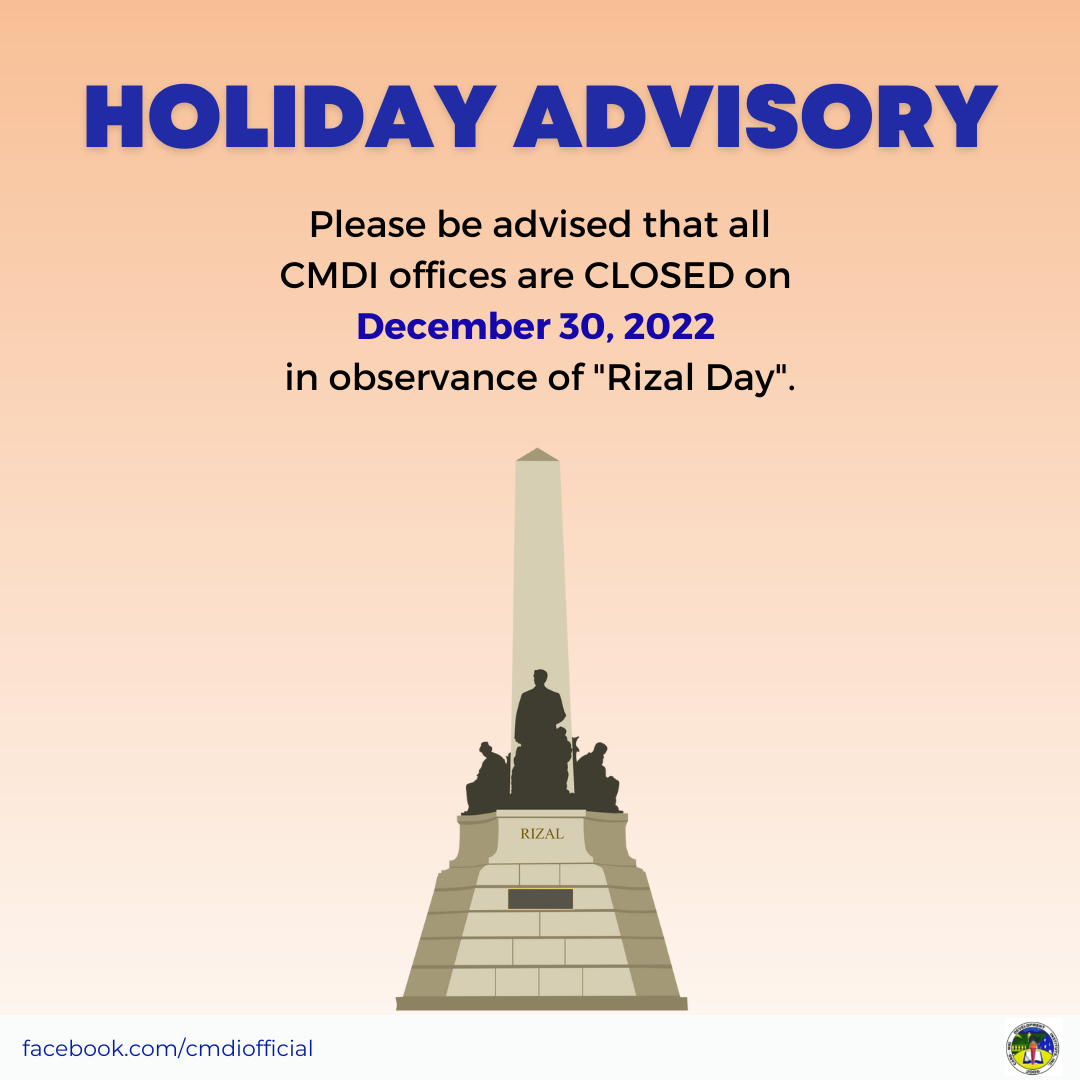 HOLIDAY ADVISORY
Please be advised that all
CMDI offices are CLOSED on
December 30, 2022
in observance of "Rizal Day".
RIZAL
facebook.com/cmdiofficial